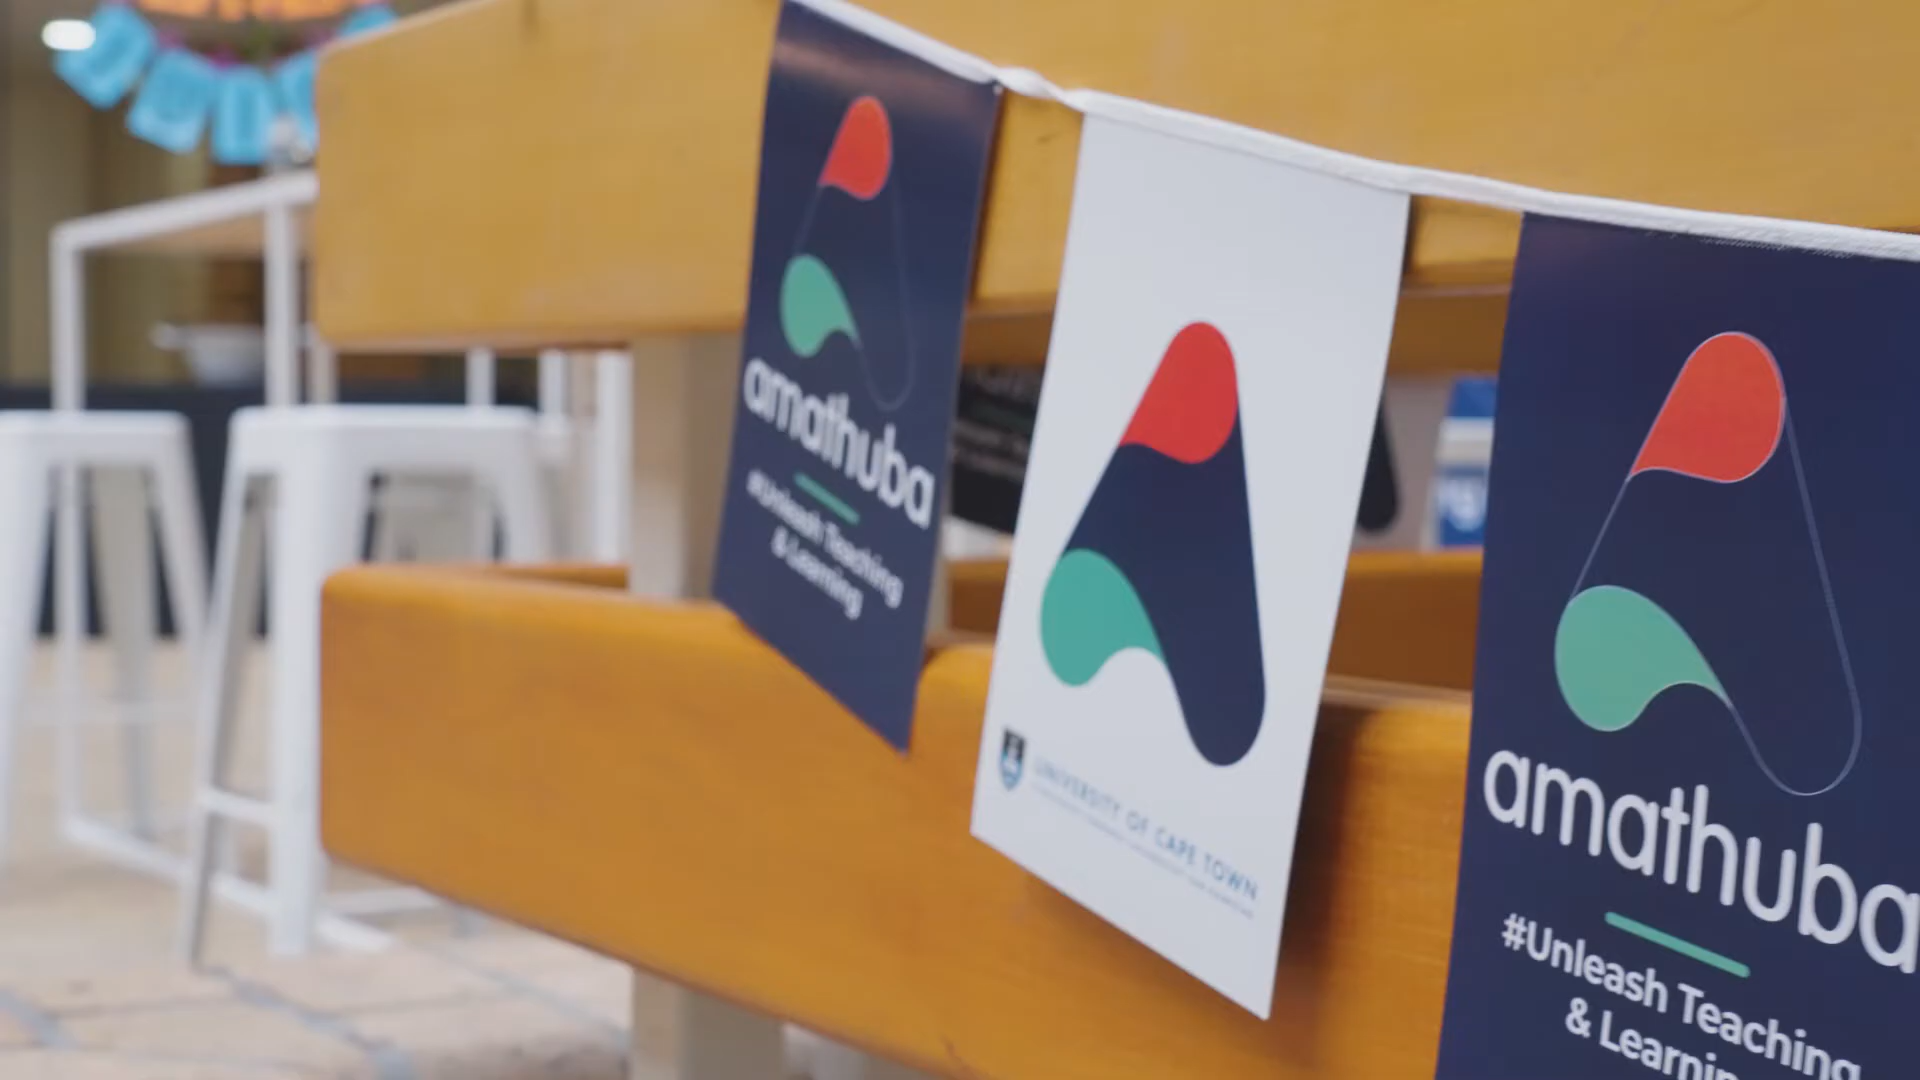 amathuba
#Unleash Teaching
& Learning
UNIVERSITY OF CAPE TOWN
amathuba
#Unleash Teaching
& Learnin